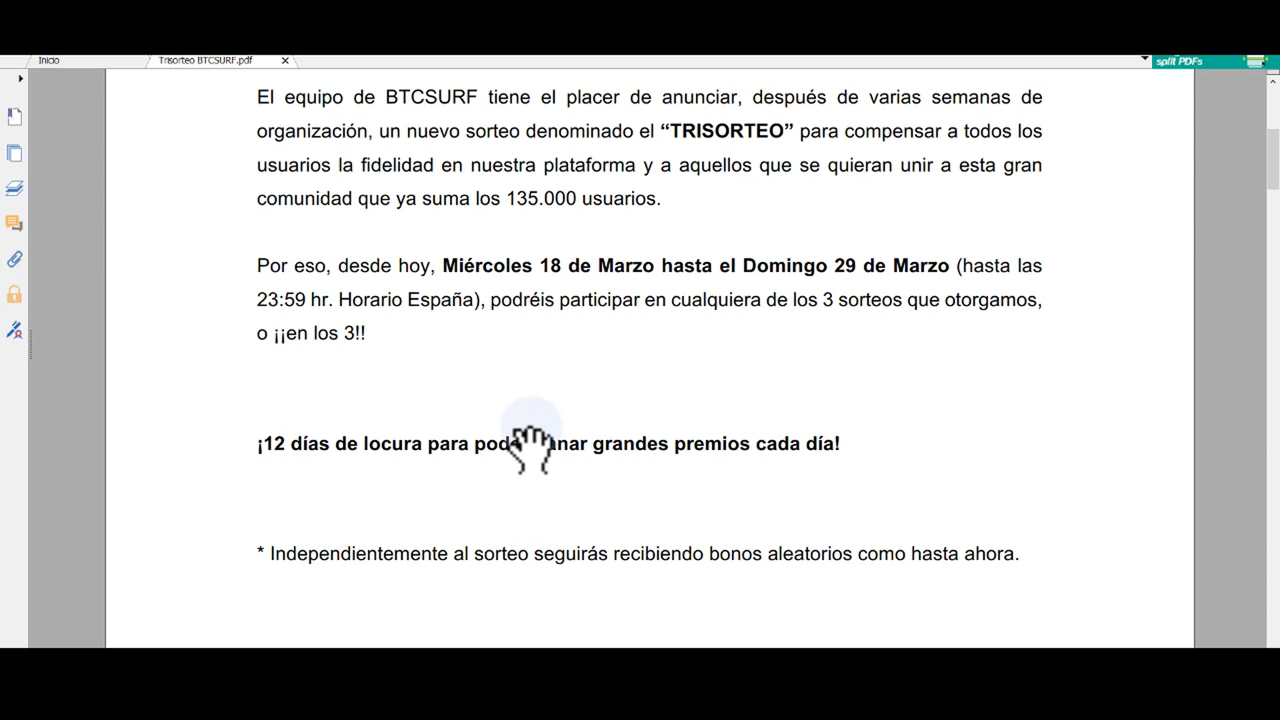 Inicio
Trisorteo BTCSURF.pdf
split PDFs
El equipo de BTCSURF tiene el placer de anunciar, después de varias semanas de
organización, un nuevo sorteo denominado el “TRISORTEO” para compensar a todos los
usuarios la fidelidad en nuestra plataforma y a aquellos que se quieran unir a esta gran
comunidad que ya suma los 135.000 usuarios.
Por eso, desde hoy, Miércoles 18 de Marzo hasta el Domingo 29 de Marzo (hasta las
23:59 hr. Horario España), podréis participar en cualquiera de los 3 sorteos que otorgamos,
o ¡¡en los 3!!
¡12 días de locura para grandes premios cada día!
* Independientemente al sorteo seguirás recibiendo bonos aleatorios como hasta ahora.